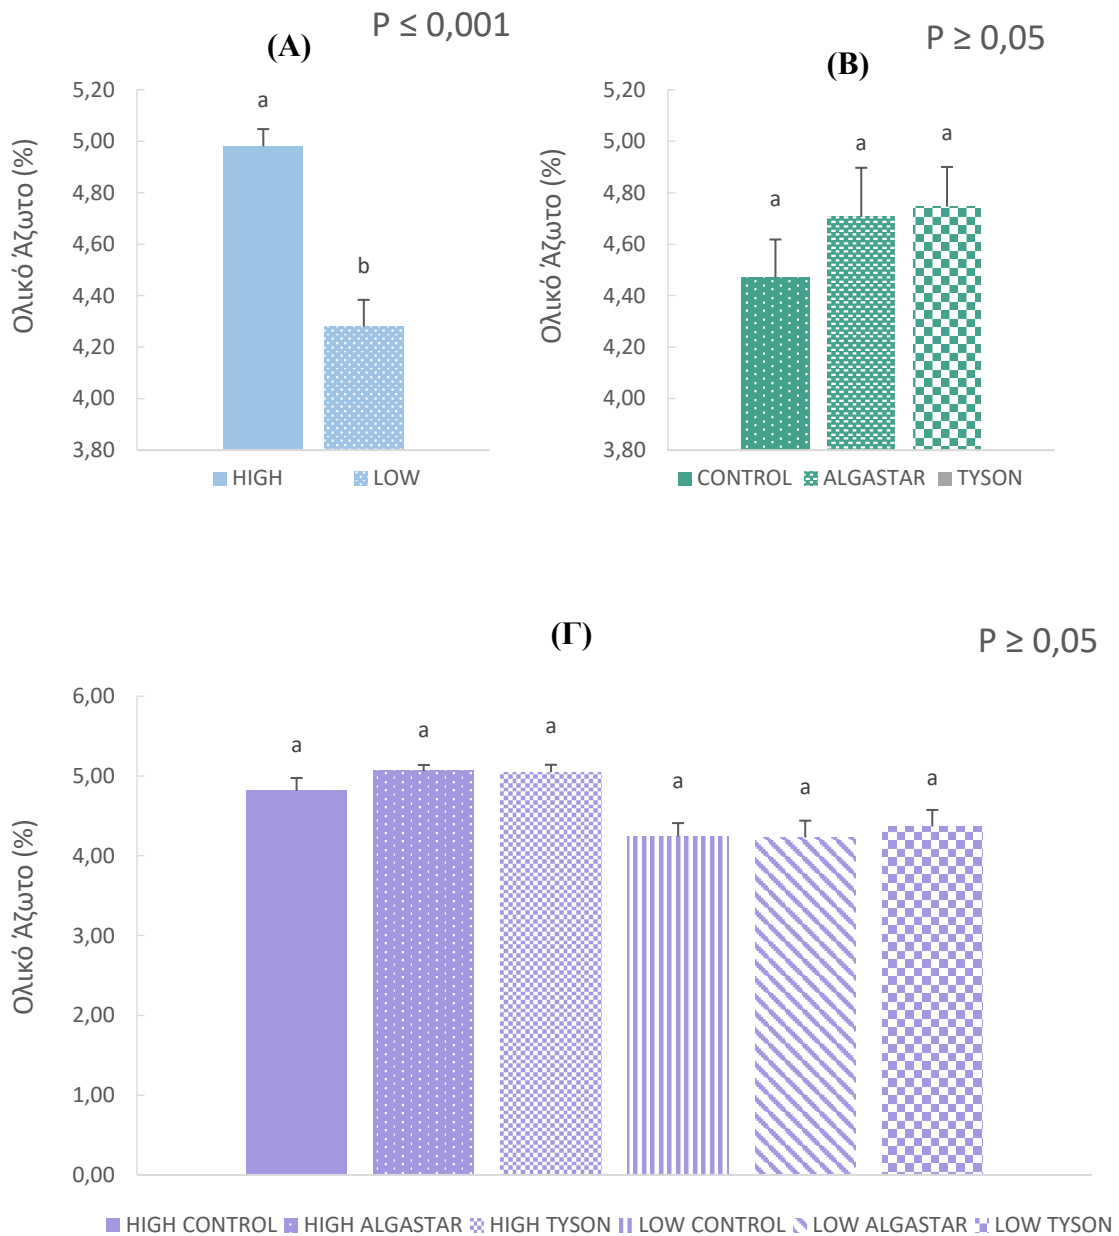 (Α)
P ≤ 0,001
Ολικό Άζωτο (%)
5,20
5,00
4,80
4,60
4,40
4,20
4,00
3,80
a
b
HIGH LOW
(Β)
P ≥ 0,05
Ολικό Άζωτο (%)
5,20
5,00
4,80
4,60
4,40
4,20
4,00
3,80
a
a
a
CONTROL ALGASTAR TYSON
(Γ)
P ≥ 0,05
Ολικό Άζωτο (%)
6,00
5,00
4,00
3,00
2,00
1,00
0,00
a
a
a
a
a
a
HIGH CONTROL HIGH ALGASTAR HIGH TYSON LOW CONTROL LOW ALGASTAR LOW TYSON